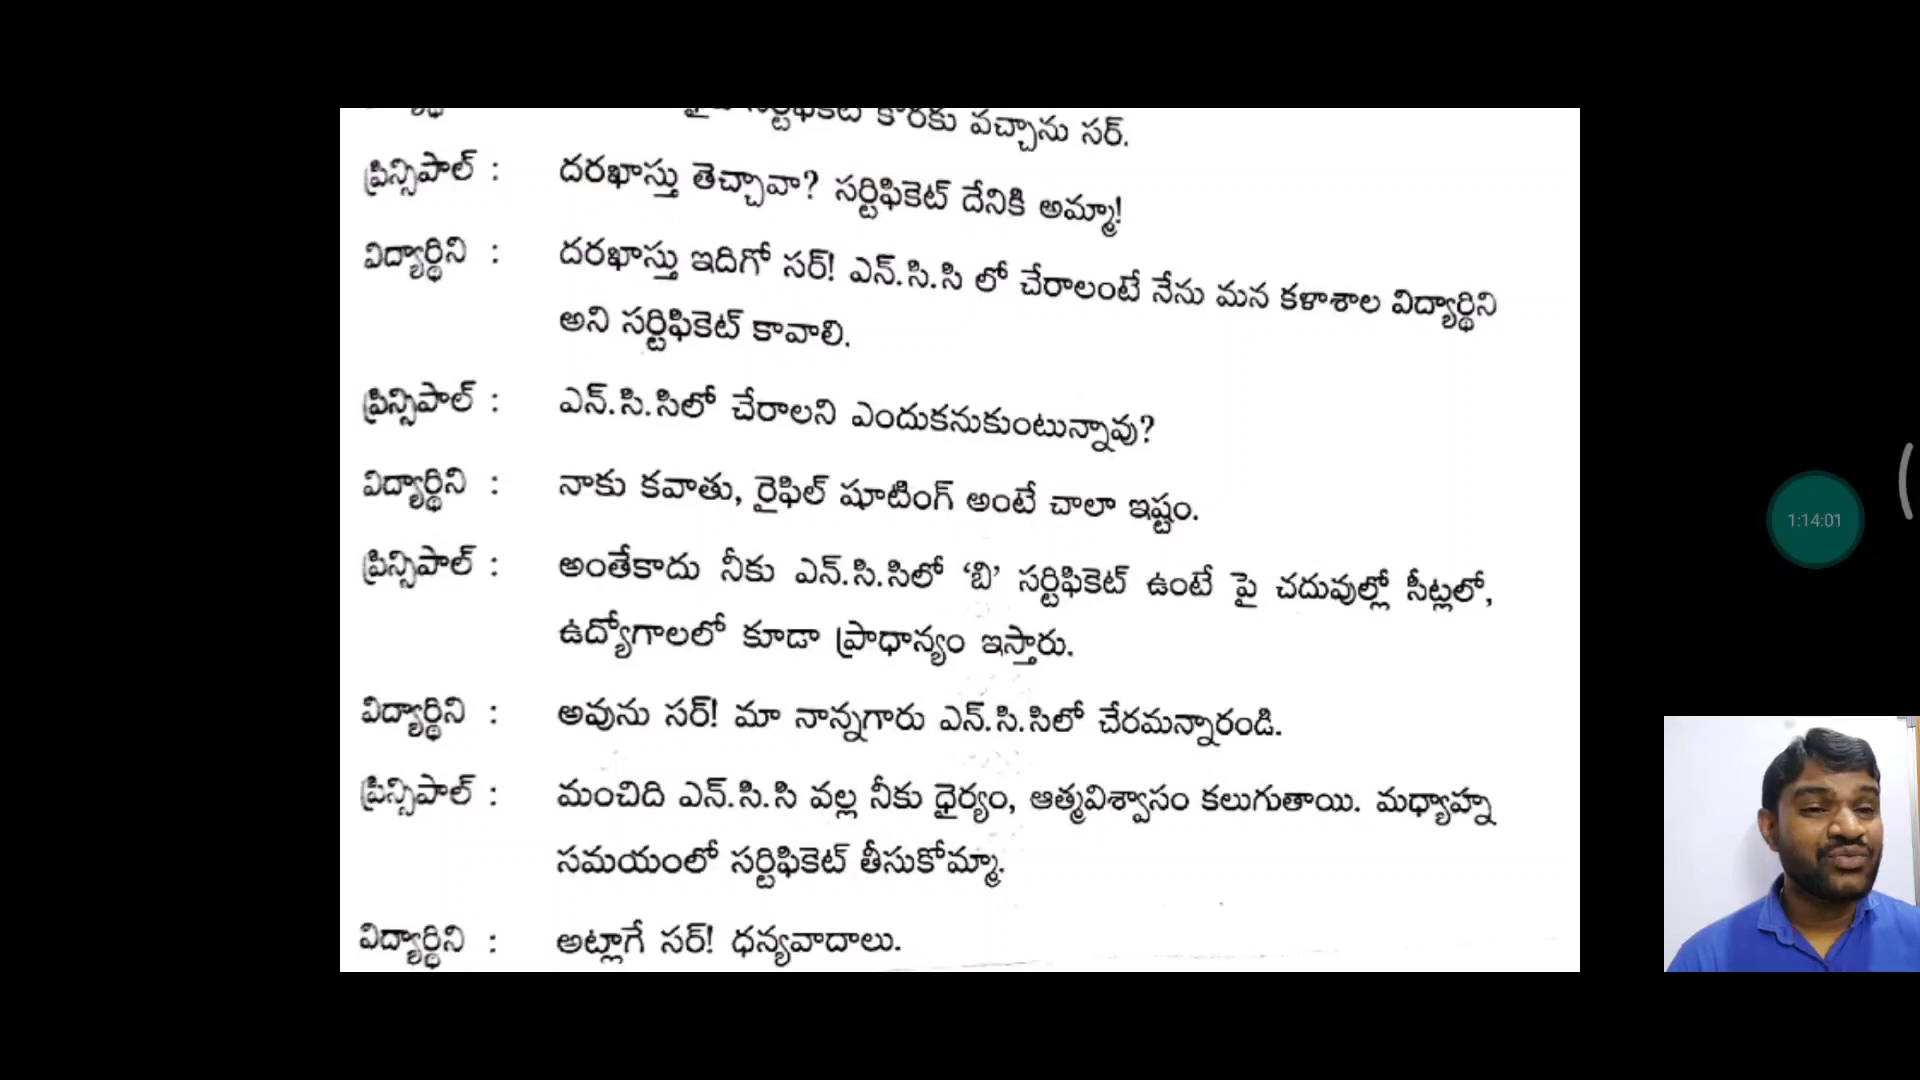 సర్టిఫికెట్ కొరకు వచ్చాను సర్.
ప్రిన్సిపాల్ : దరఖాస్తు తెచ్చావా? సర్టిఫికెట్ దేనికి అమ్మా!
విద్యార్థిని : దరఖాస్తు ఇదిగో సర్! ఎన్.సి.సి లో చేరాలంటే నేను మన కళాశాల విద్యార్థిని
అని సర్టిఫికెట్ కావాలి.
ప్రిన్సిపాల్ : ఎన్.సి.సిలో చేరాలని ఎందుకనుకుంటున్నావు?
విద్యార్థిని : నాకు కవాతు, రైఫిల్ షూటింగ్ అంటే చాలా ఇష్టం.
ప్రిన్సిపాల్ : అంతేకాదు నీకు ఎన్.సి.సిలో ‘బి’ సర్టిఫికెట్ ఉంటే పై చదువుల్లో సీట్లలో,
ఉద్యోగాలలో కూడా ప్రాధాన్యం ఇస్తారు.
విద్యార్థిని : అవును సర్! మా నాన్నగారు ఎన్.సి.సిలో చేరమన్నారండి.
ప్రిన్సిపాల్ : మంచిది ఎన్.సి.సి వల్ల నీకు ధైర్యం, ఆత్మవిశ్వాసం కలుగుతాయి. మధ్యాహ్న
సమయంలో సర్టిఫికెట్ తీసుకోమ్మా.
విద్యార్థిని : అట్లాగే సర్! ధన్యవాదాలు.
1:14:01